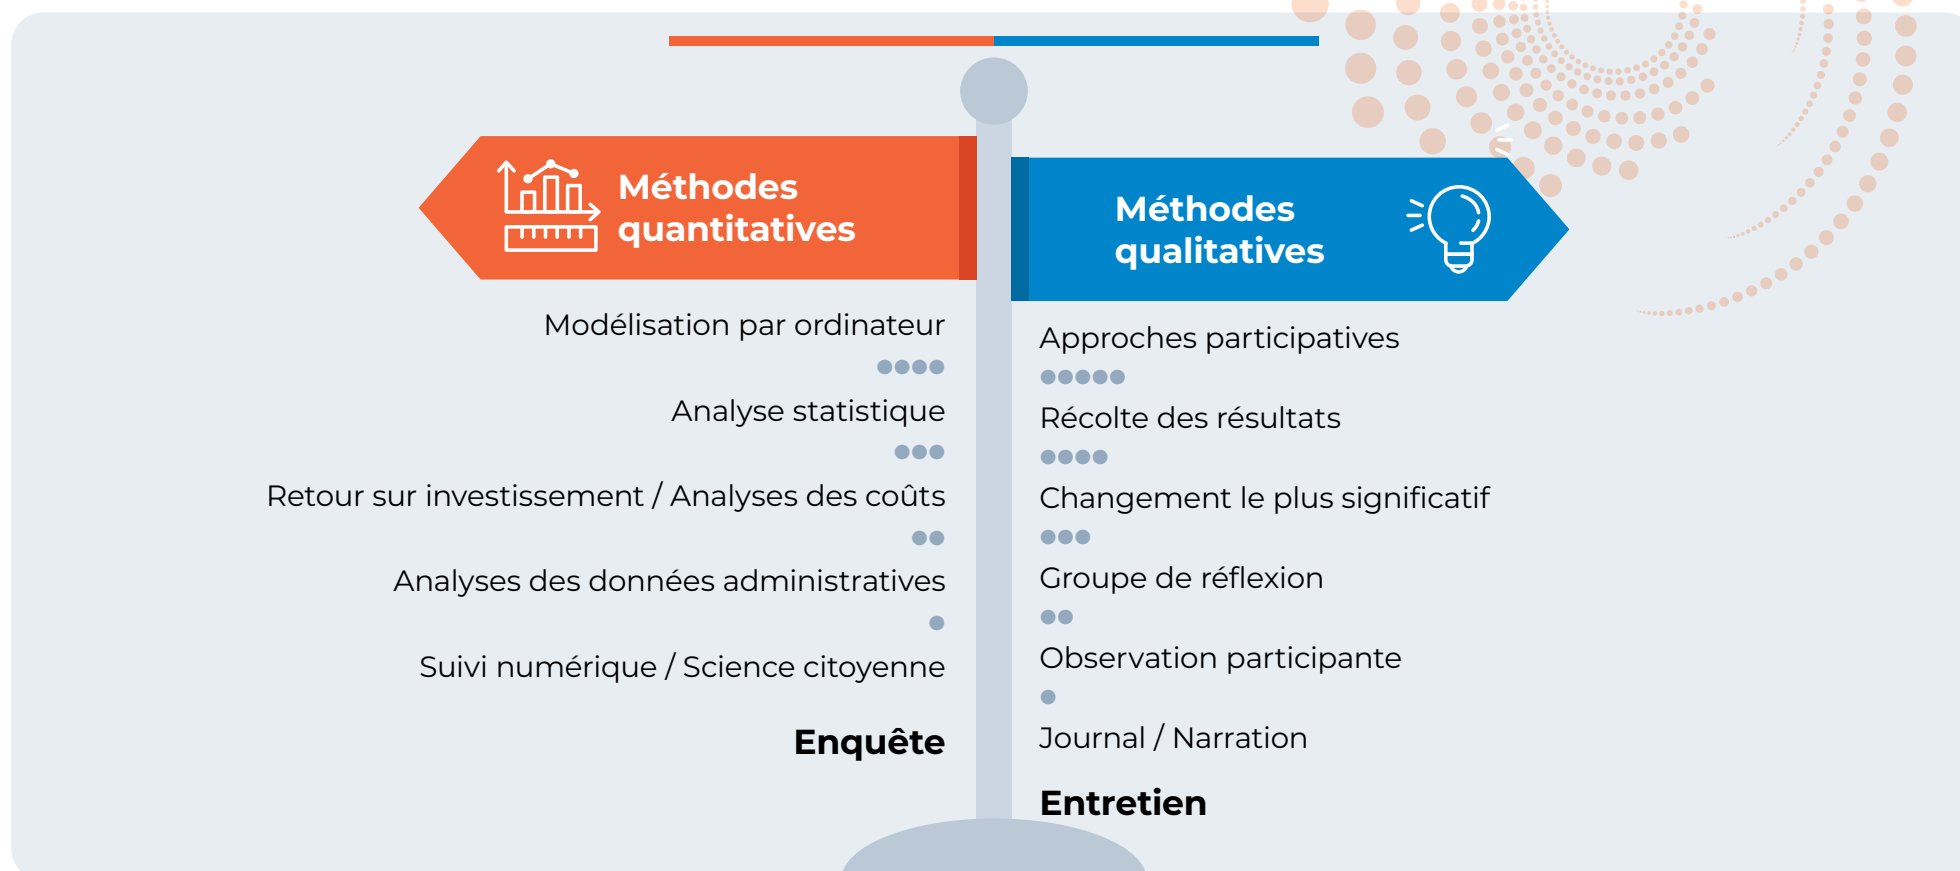 Méthodes
quantitatives
Modélisation par ordinateur
Analyse statistique
Retour sur investissement / Analyses des coûts
Analyses des données administratives
Suivi numérique / Science citoyenne
Enquête
Méthodes
qualitatives
Approches participatives
Récolte des résultats
Changement le plus significatif
Groupe de réflexion
Observation participante
Journal / Narration
Entretien